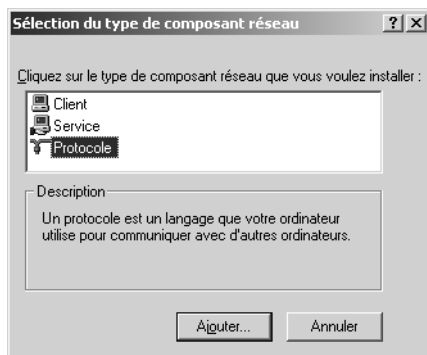 Sélection du type de composant réseau
Cliquez sur le type de composant réseau que vous voulez installer :
Client
Service
Protocole
Description
Un protocole est un langage que votre ordinateur
utilise pour communiquer avec d'autres ordinateurs.
Ajouter... Annuler